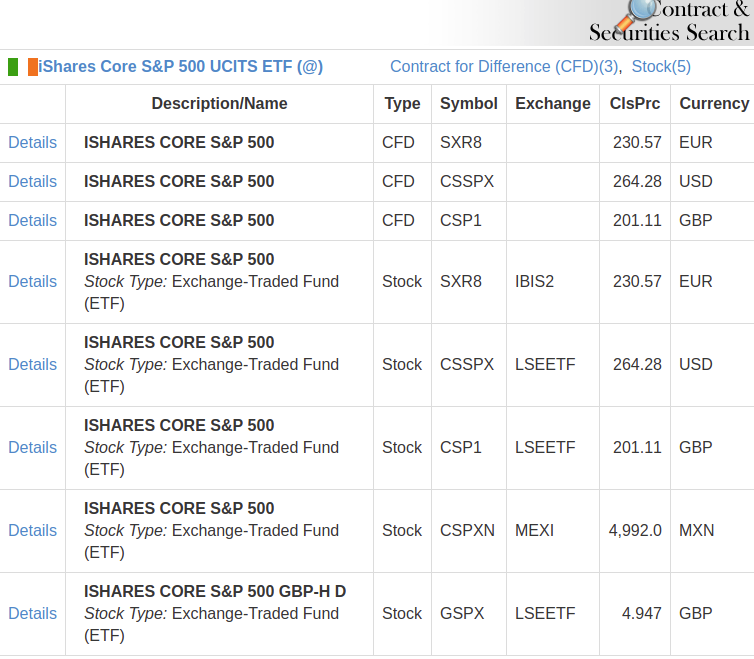 Contract &
Securities Search
iShares Core S&P 500 UCITS ETF (@) Contract for Difference (CFD)(3), Stock(5)
Description/Name Type Symbol Exchange ClsPrc Currency
Details ISHARES CORE S&P 500 CFD SXR8 230.57 EUR
Details ISHARES CORE S&P 500 CFD CSSPX 264.28 USD
Details ISHARES CORE S&P 500 CFD CSP1 201.11 GBP
ISHARES CORE S&P 500
Details Stock Type: Exchange-Traded Fund Stock SXR8 IBIS2 230.57 EUR
(ETF)
ISHARES CORE S&P 500
Details Stock Type: Exchange-Traded Fund Stock CSSPX LSEETF 264.28 USD
(ETF)
ISHARES CORE S&P 500
Details Stock Type: Exchange-Traded Fund Stock CSP1 LSEETF 201.11 GBP
(ETF)
ISHARES CORE S&P 500
Details Stock Type: Exchange-Traded Fund Stock CSPXN MEXI 4,992.0 MXN
(ETF)
ISHARES CORE S&P 500 GBP-H D
Details Stock Type: Exchange-Traded Fund Stock GSPX LSEETF 4.947 GBP
(ETF)